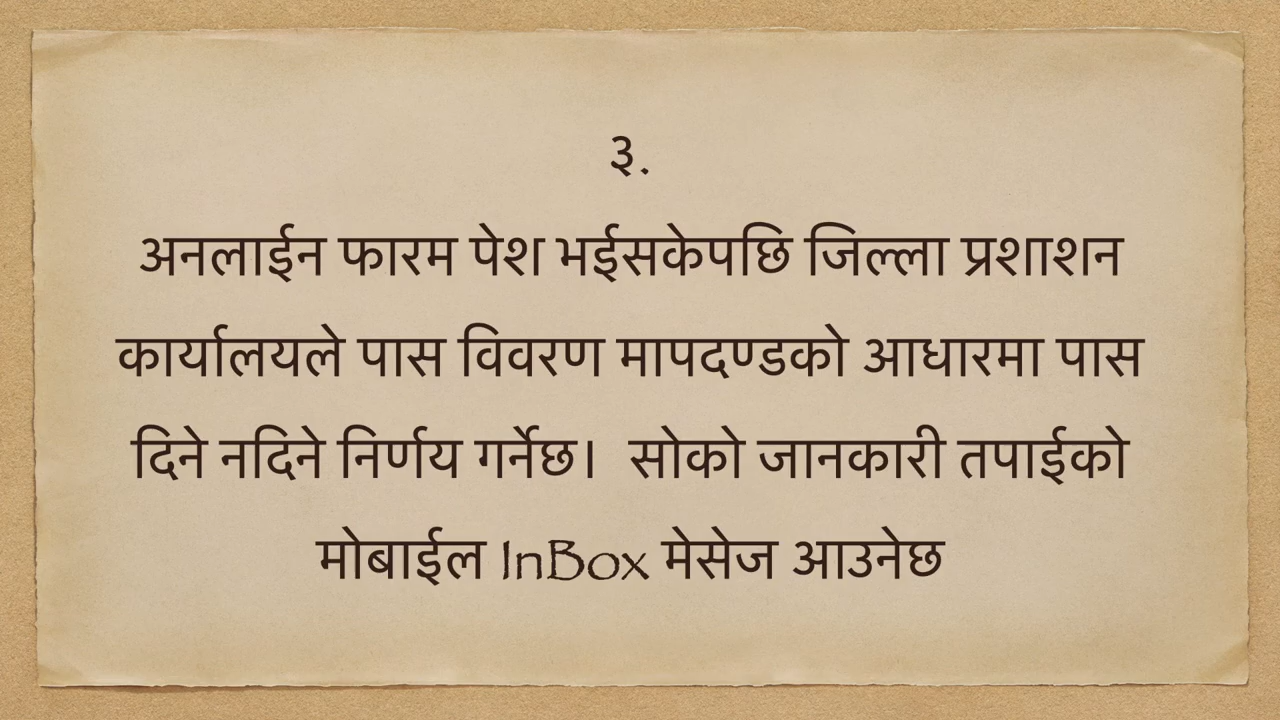 ३.
अनलाईन फारम पेश भईसकेपछि जिल्ला प्रशाशन
कार्यालयले पास विवरण मापदण्डको आधारमा पास
दिने नदिने निर्णय गर्नेछ। सोको जानकारी तपाईको
मोबाईल InBox मेसेज आउनेछ